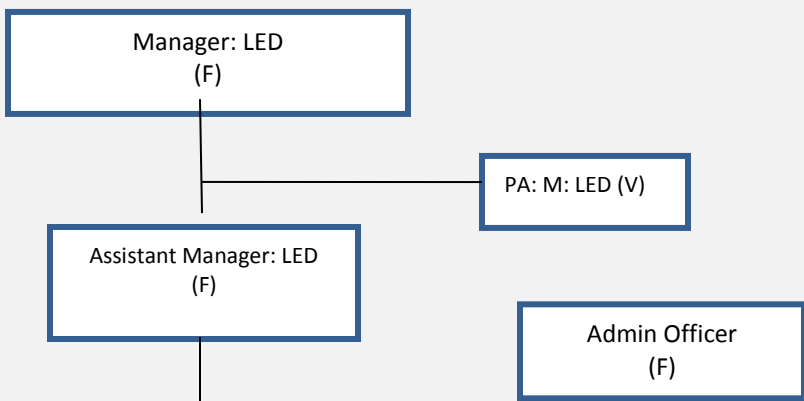 Manager: LED
(F)
PA: M: LED (V)
Assistant Manager: LED
(F)
Admin Officer
(F)